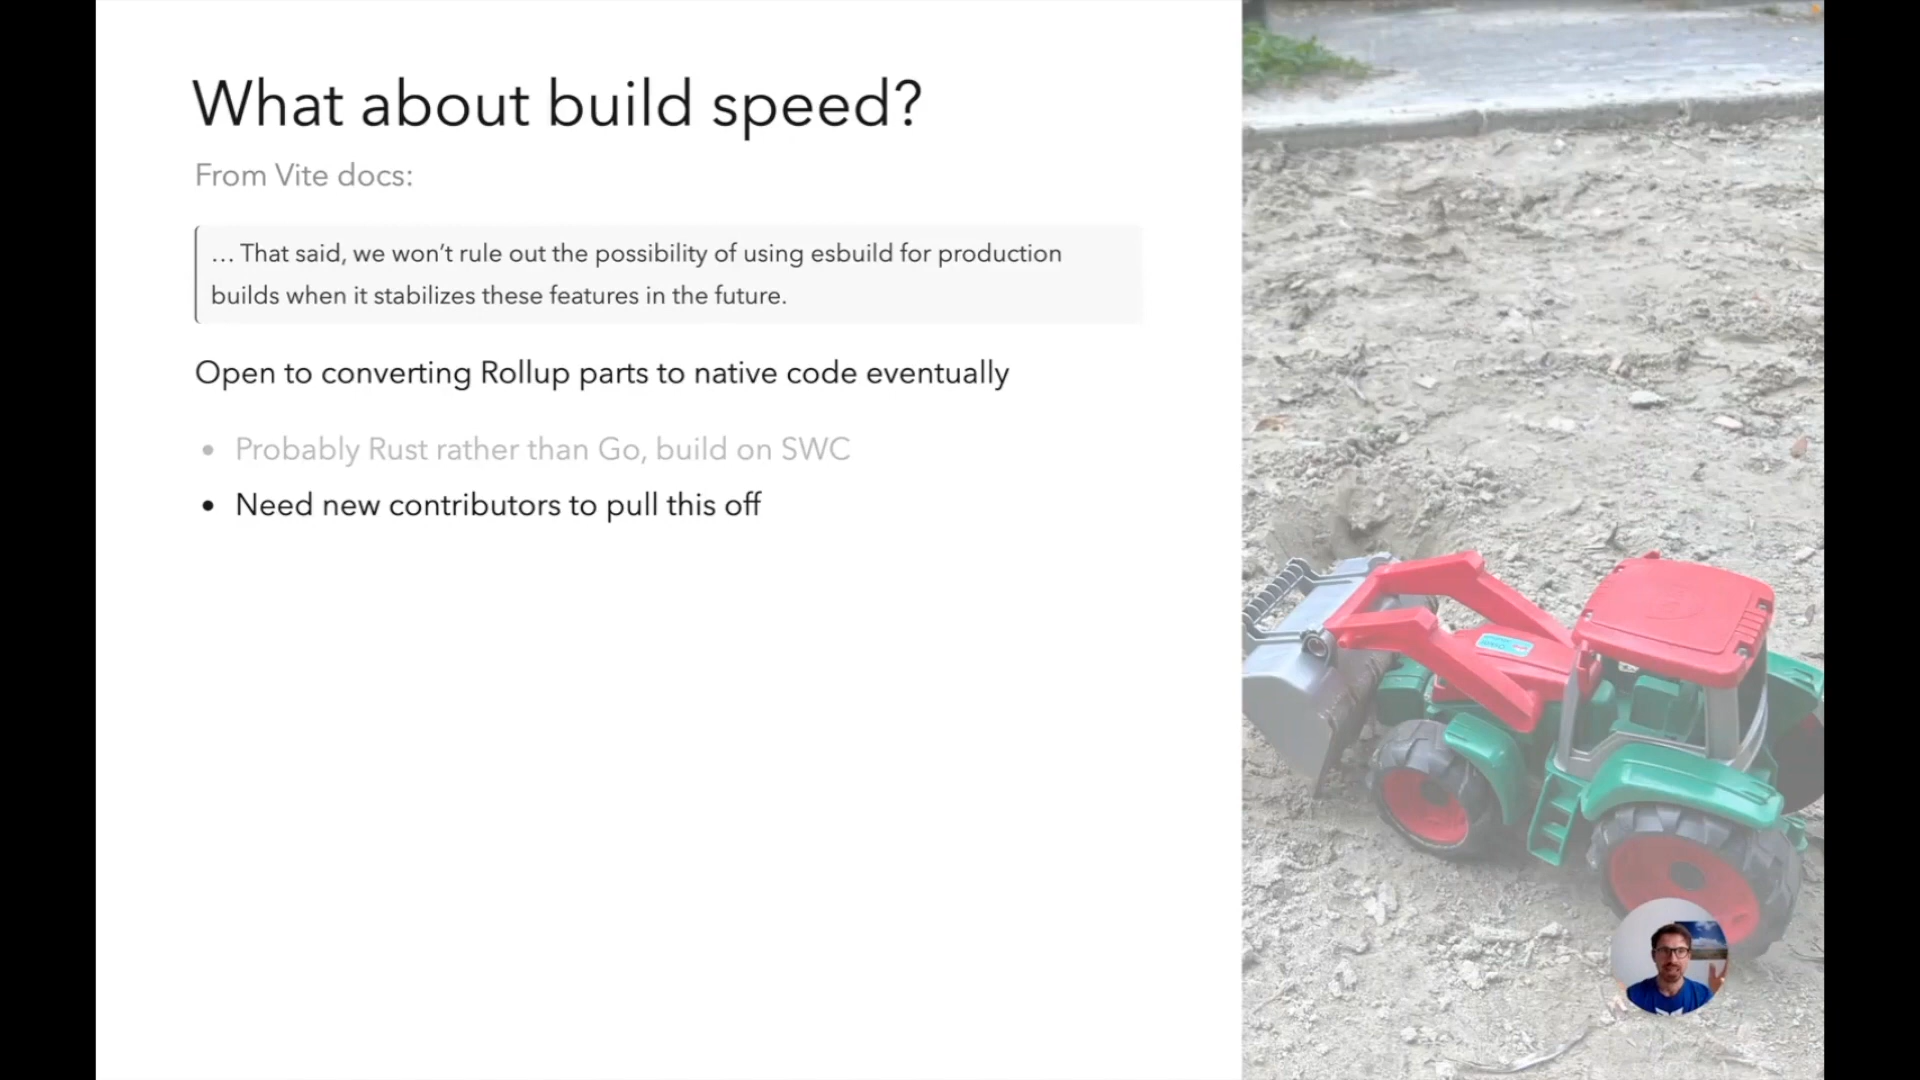 What about build speed?
From Vite docs:
… That said, we won’t rule out the possibility of using esbuild for production
builds when it stabilizes these features in the future.
Open to converting Rollup parts to native code eventually
• Probably Rust rather than Go, build on SWC
• Need new contributors to pull this off